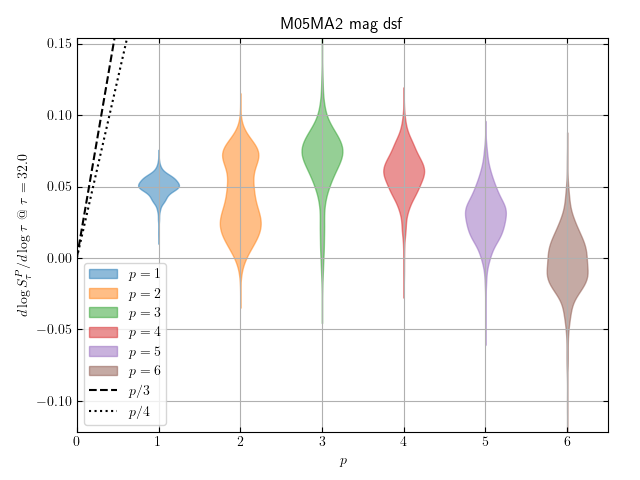 M05MA2 mag dsf
d log S_τ^P / d log τ @ τ = 32.0
0.15
0.10
0.05
0.00
−0.05
−0.10
p = 1
p = 2
p = 3
p = 4
p = 5
p = 6
p/3
p/4
0 1 2 3 4 5 6
p